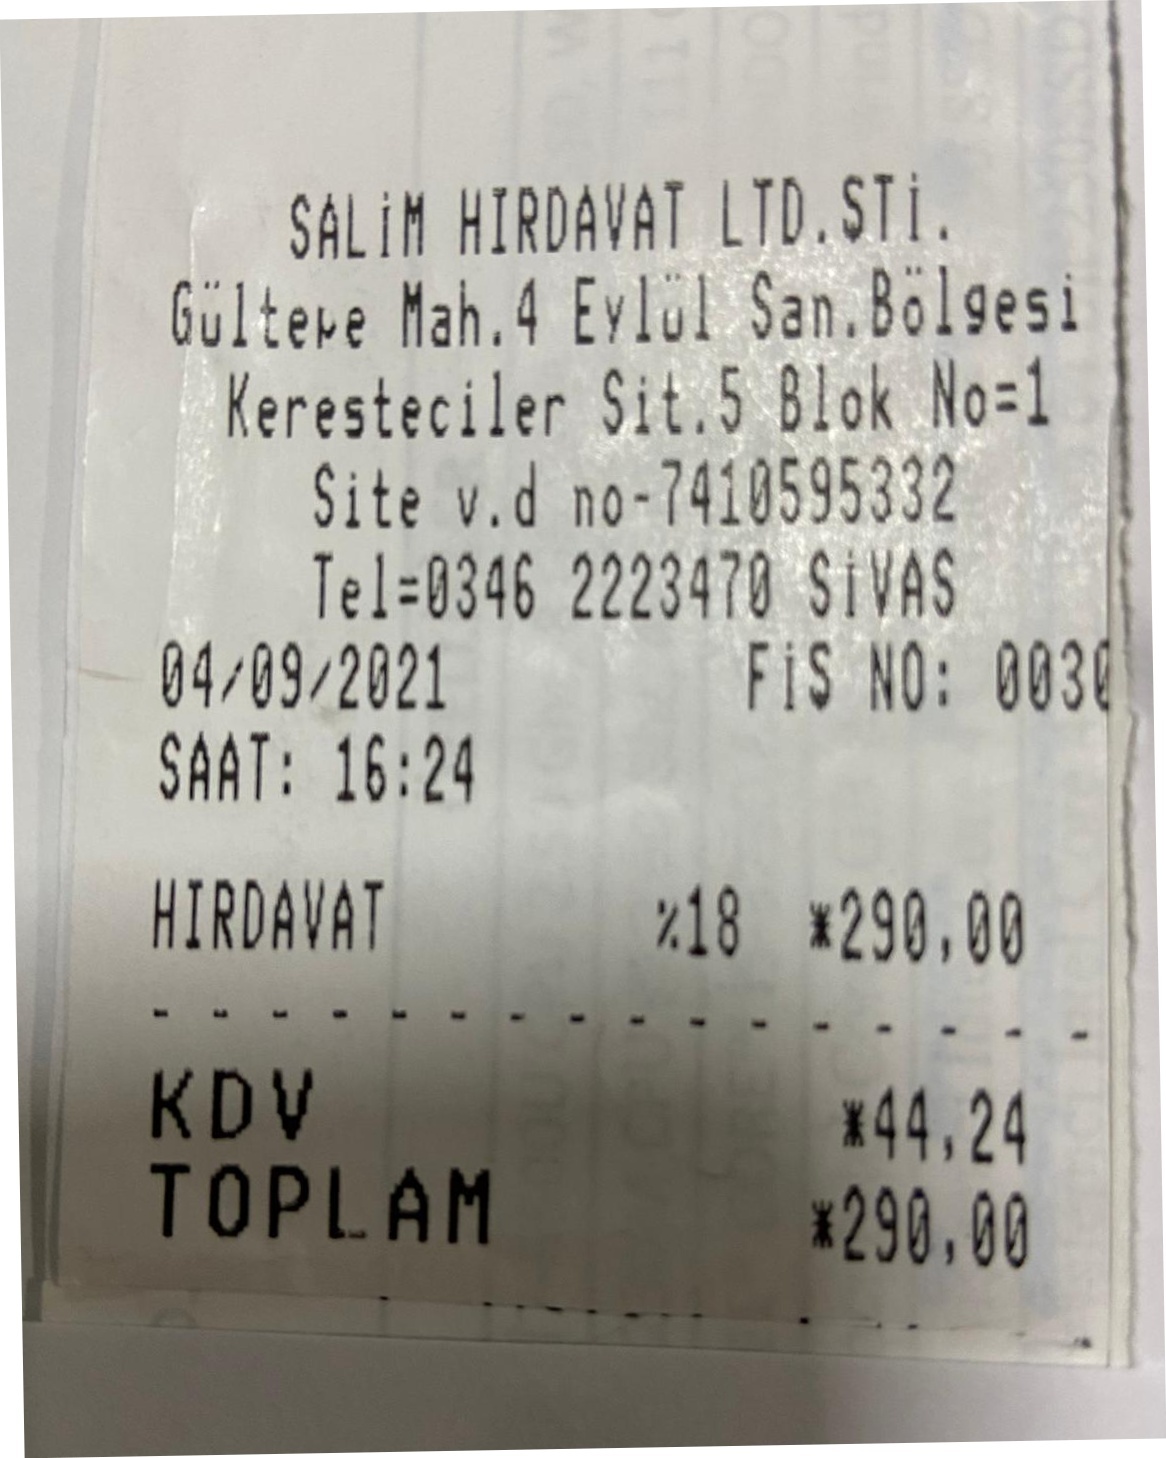 SALİM HIRDAVAT LTD.STİ.
Gültepe Mah.4 Eylül San.Bölgesi
Keresteciler Sit.5 Blok No=1
Site v.d no-7410595332
Tel=0346 2223470 SİVAS
04/09/2021 FİS NO: 0030
SAAT: 16:24
HIRDAVAT %18 *290,00
KDV *44,24
TOPLAM *290,00